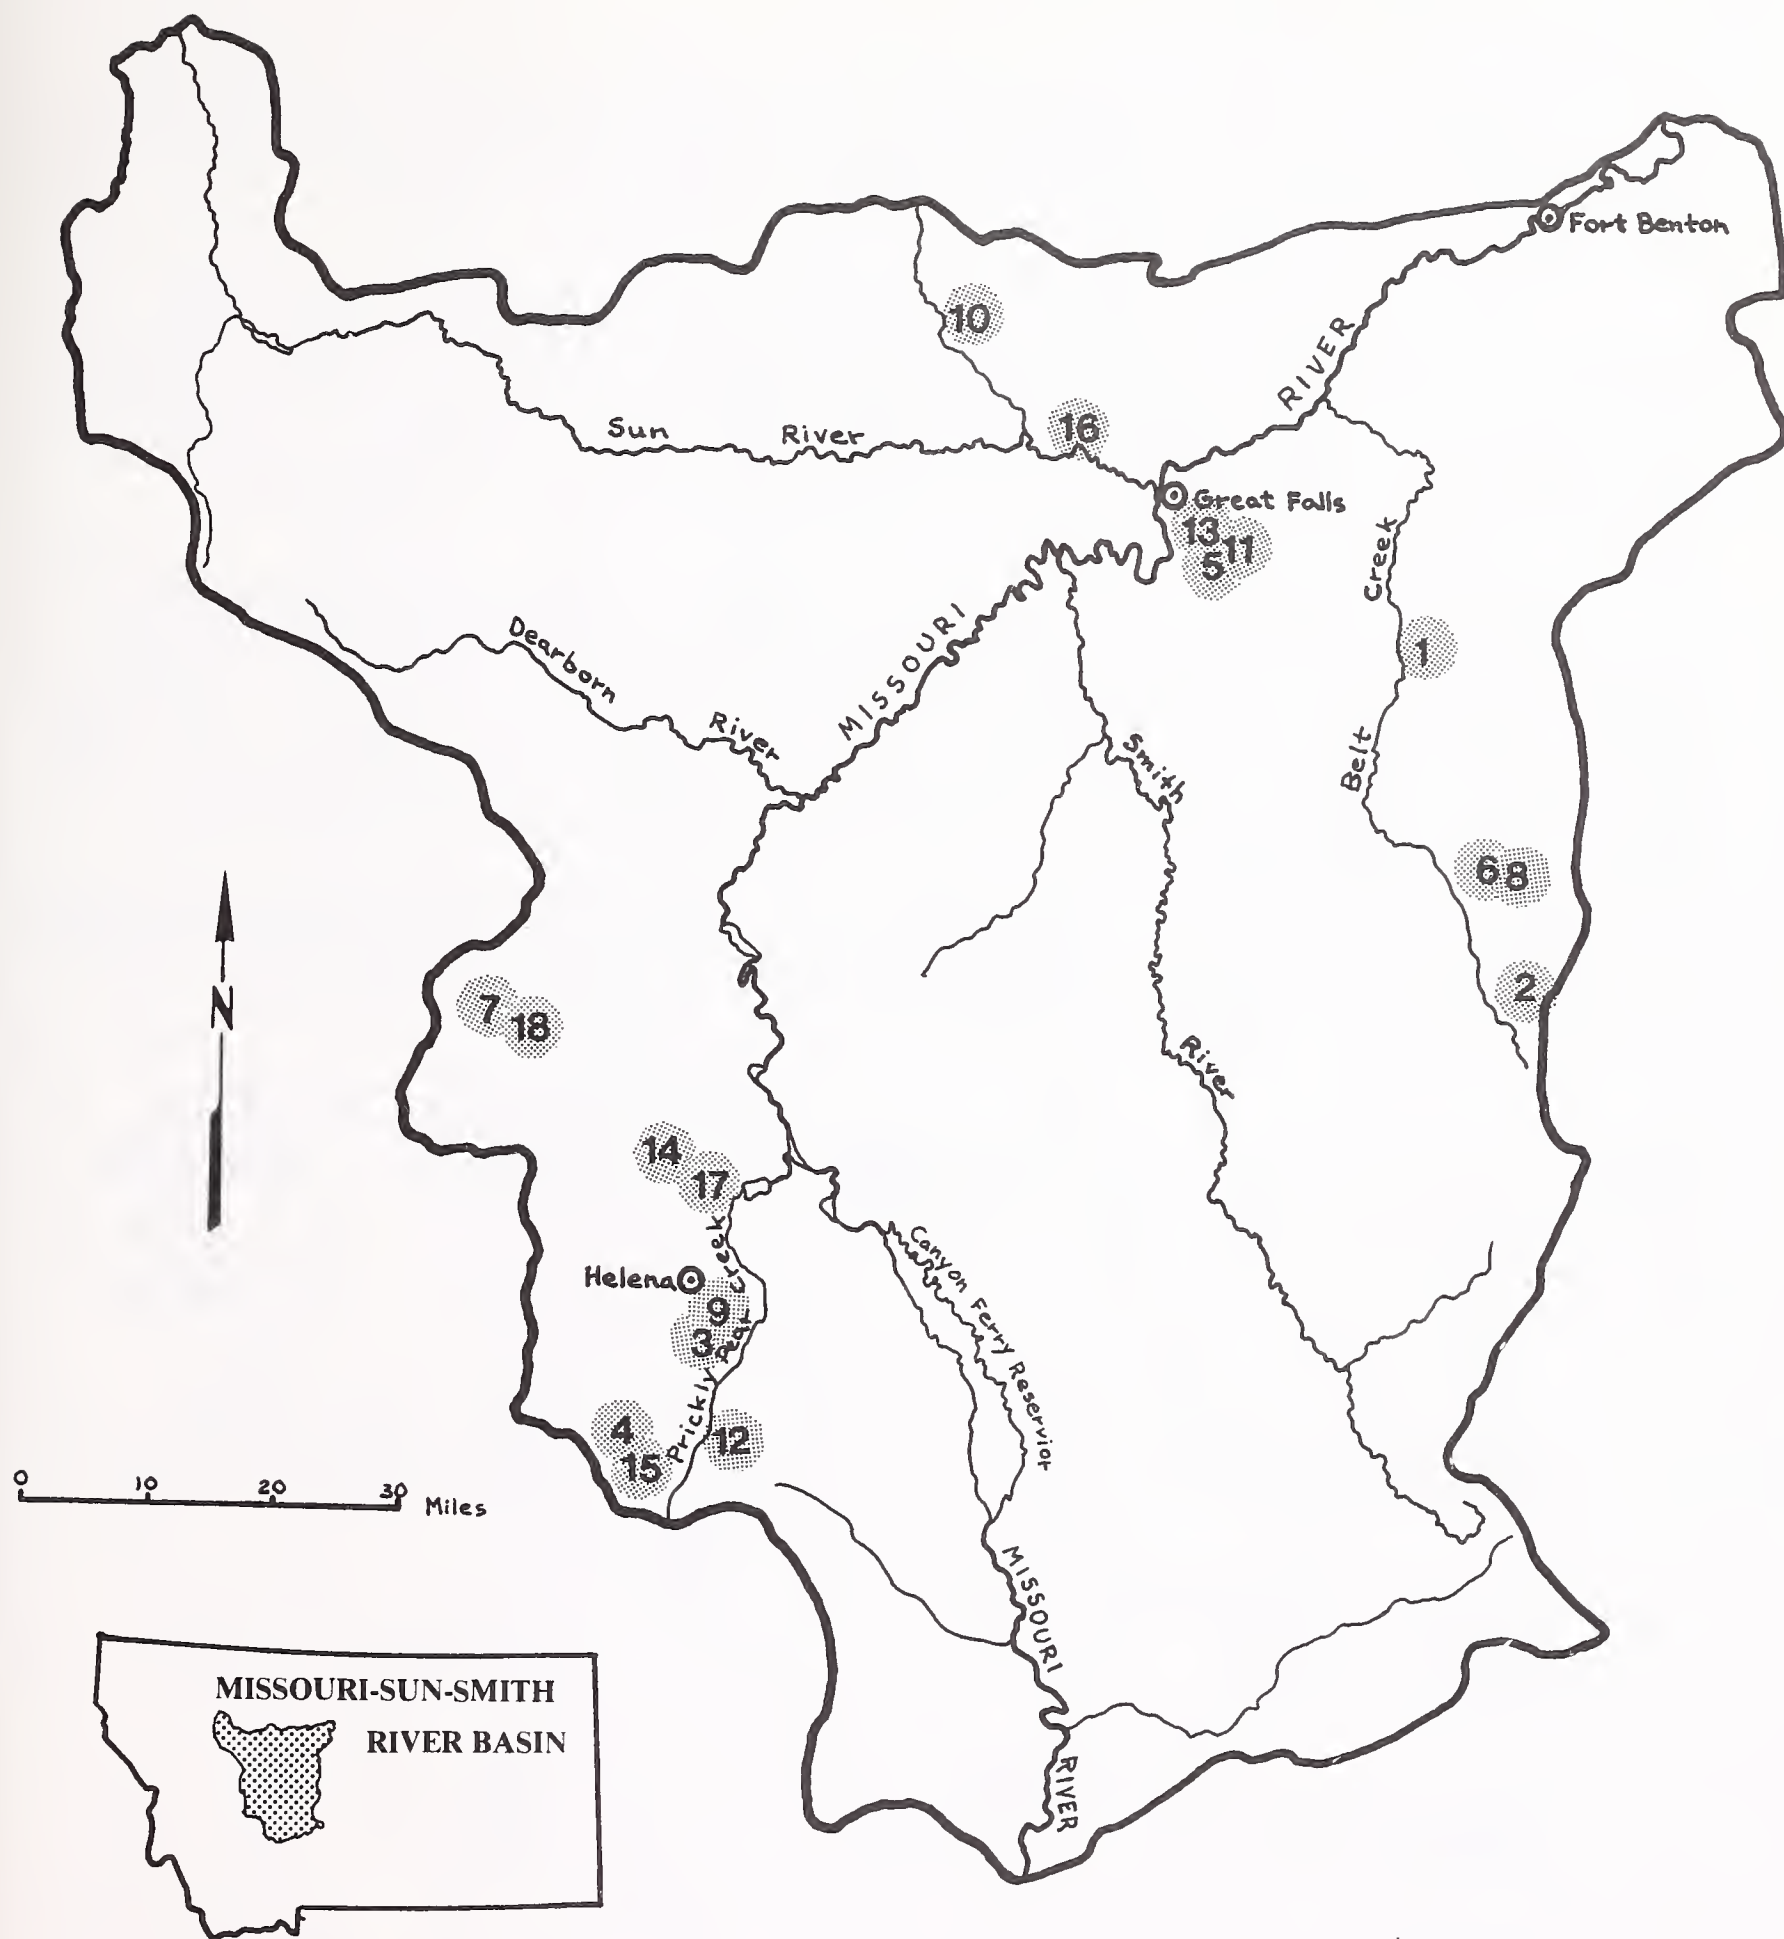 Fort Benton
10
RIVER
16
Sun River
Great Falls
13
11
5
Creek
1
Dearborn
River
MISSOURI
Smith
Belt
6
8
2
N
7
18
River
14
17
Helena
Prickly Pear Creek
9
3
Canyon Ferry Reservior
4
15
12
0 10 20 30 Miles
MISSOURI
RIVER
MISSOURI-SUN-SMITH
RIVER BASIN